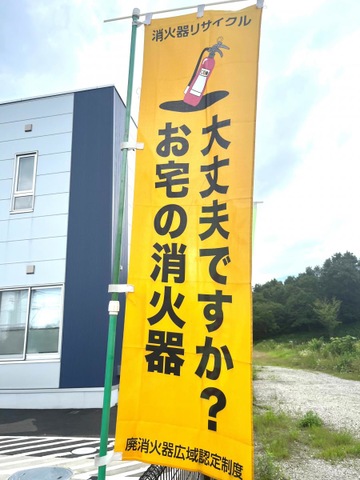 消火器リサイクル
大丈夫ですか?
お宅の消火器
廃消火器広域認定制度